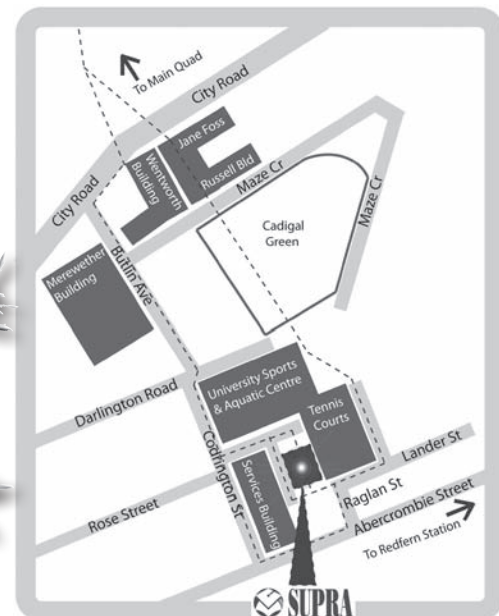 To Main Quad
City Road
Jane Foss
Russell Bld
Wentworth
Building
Maze Cr
City Road
Maze Cr
Cadigal
Green
Butlin Ave
Merewether
Building
University Sports
& Aquatic Centre
Darlington Road
Tennis
Courts
Codrington St
Lander St
Services Building
Raglan St
Rose Street
Abercrombie Street
To Redfern Station
SUPRA